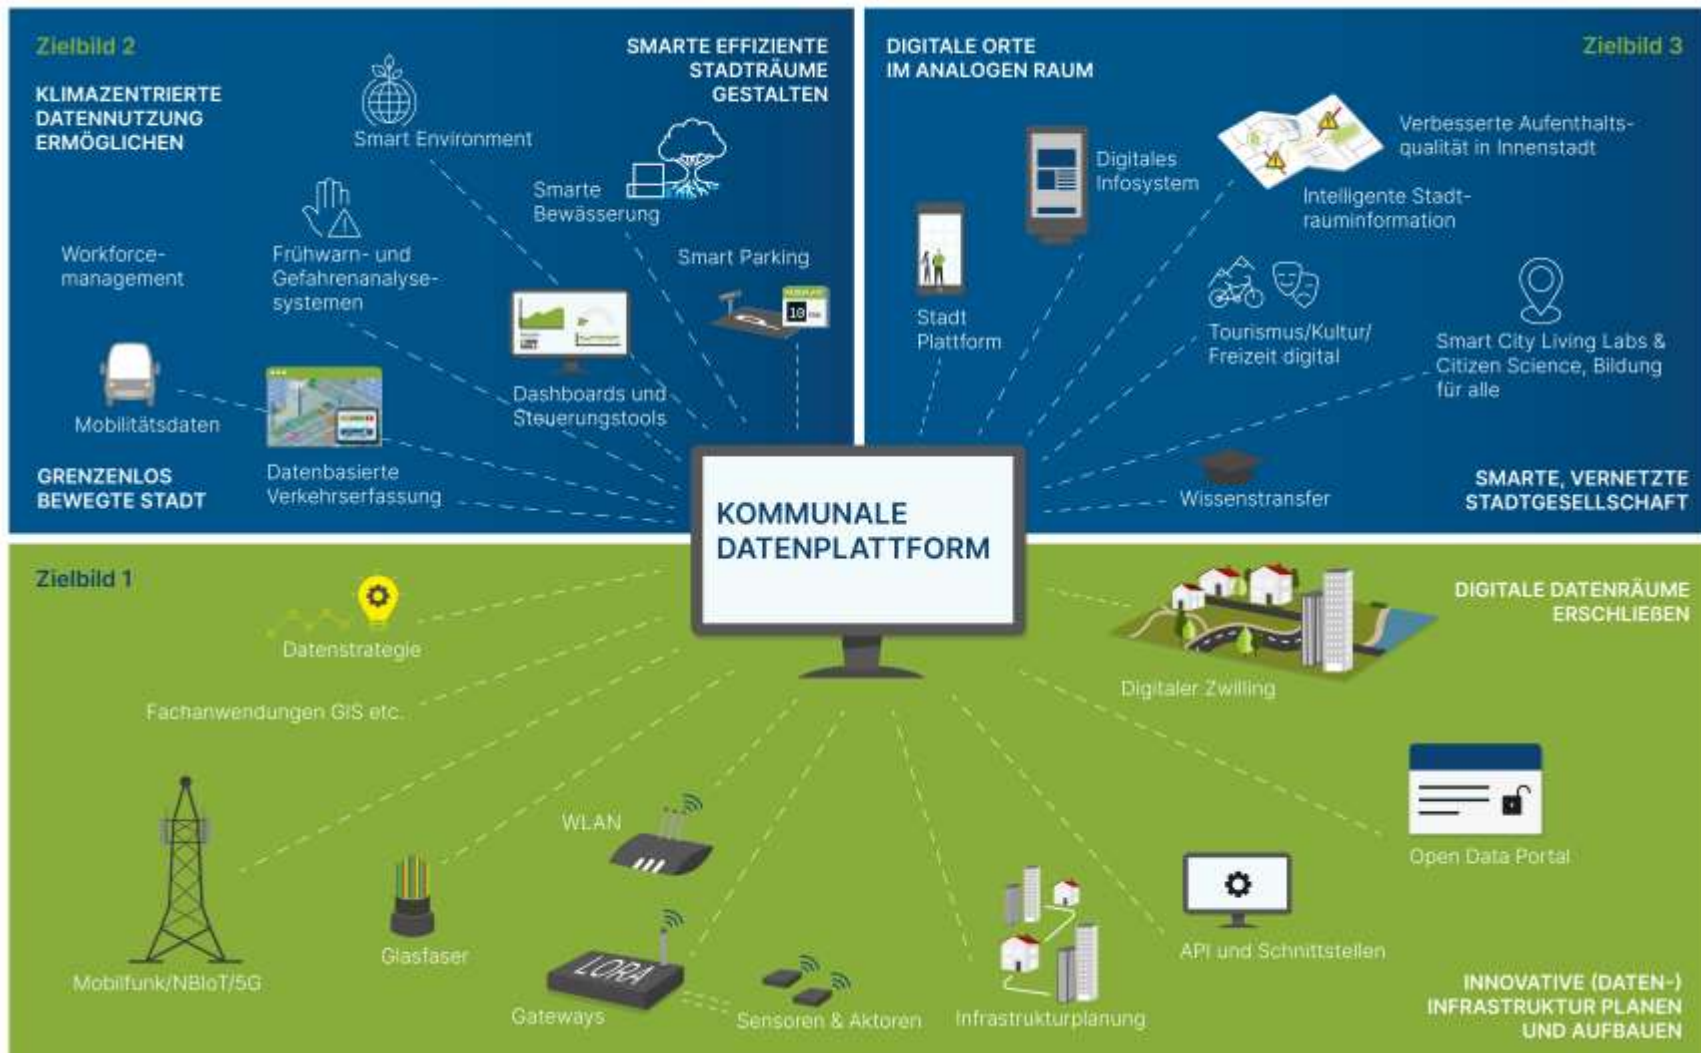 Zielbild 2
KLIMAZENTRIERTE
DATENNUTZUNG
ERMÖGLICHEN
SMARTE EFFIZIENTE
STADTRÄUME
GESTALTEN
Smart Environment
Smarte
Bewässerung
Workforce-
management
Frühwarn- und
Gefahrenanalyse-
systemen
Smart Parking
10
Mobilitätsdaten
Dashboards und
Steuerungstools
GRENZENLOS
BEWEGTE STADT
Datenbasierte
Verkehrserfassung
DIGITALE ORTE
IM ANALOGEN RAUM
Zielbild 3
Digitales
Infosystem
Verbesserte Aufenthalts-
qualität in Innenstadt
Intelligente Stadt-
rauminformation
Stadt
Plattform
Tourismus/Kultur/
Freizeit digital
Smart City Living Labs &
Citizen Science, Bildung
für alle
Wissenstransfer
SMARTE, VERNETZTE
STADTGESELLSCHAFT
KOMMUNALE
DATENPLATTFORM
Zielbild 1
Datenstrategie
Fachanwendungen GIS etc.
DIGITALE DATENRÄUME
ERSCHLIEßEN
Digitaler Zwilling
WLAN
Open Data Portal
Mobilfunk/NBIoT/5G
Glasfaser
LORA
Gateways
Sensoren & Aktoren
Infrastrukturplanung
API und Schnittstellen
INNOVATIVE (DATEN-)
INFRASTRUKTUR PLANEN
UND AUFBAUEN